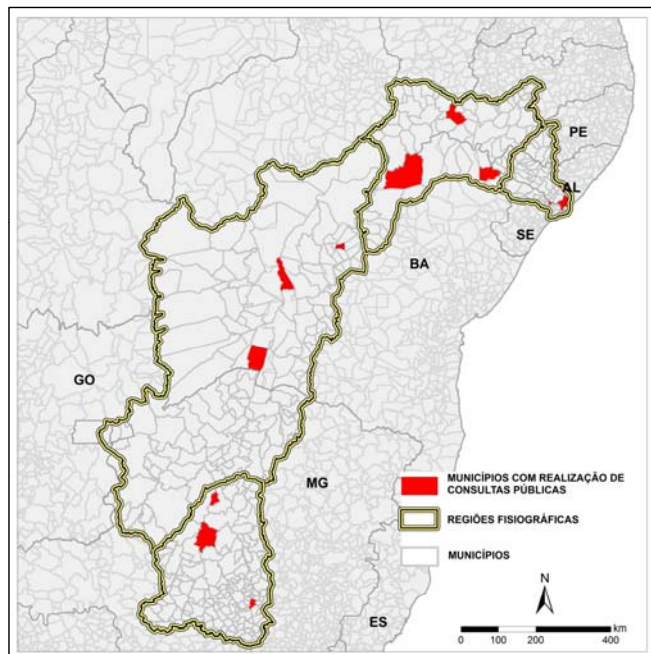 PE
AL
SE
BA
GO
MG
MUNICÍPIOS COM REALIZAÇÃO DE
CONSULTAS PÚBLICAS
REGIÕES FISIOGRÁFICAS
MUNICÍPIOS
N
ES
km
0 100 200 400